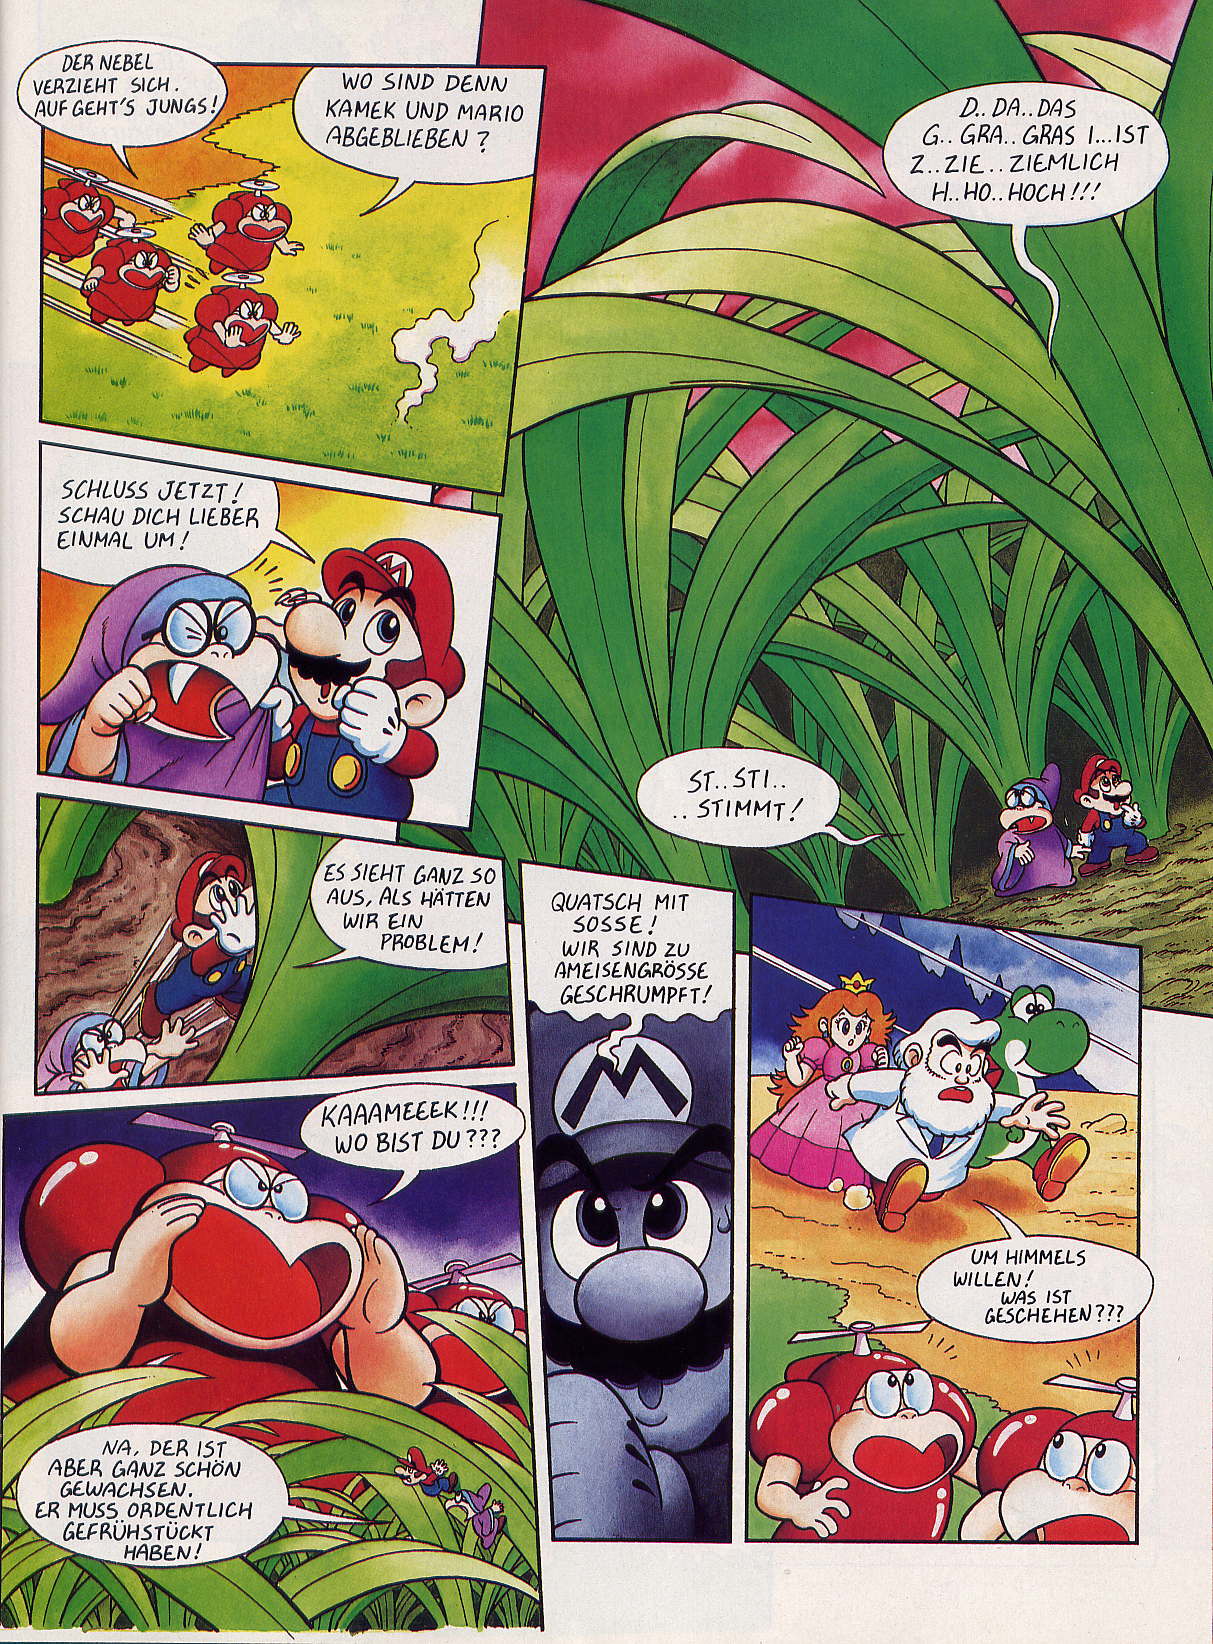 DER NEBEL
VERZIEHT SICH.
AUF GEHT'S JUNGS!
WO SIND DENN
KAMEK UND MARIO
ABGEBLIEBEN?
SCHLUSS JETZT!
SCHAU DICH LIEBER
EINMAL UM!
D.. DA.. DAS
G.. GRA.. GRAS I...IST
Z..ZIE.. ZIEMLICH
H..HO..HOCH!!!
ST.. STI..
.. STIMMT!
ES SIEHT GANZ SO
AUS, ALS HÄTTEN
WIR EIN
PROBLEM!
QUATSCH MIT
SOSSE!
WIR SIND ZU
AMEISENGRÖSSE
GESCHRUMPFT!
M
UM HIMMELS
WILLEN!
WAS IST
GESCHEHEN???
KAAAMEEEK!!!
WO BIST DU???
NA, DER IST
ABER GANZ SCHÖN
GEWACHSEN.
ER MUSS ORDENTLICH
GEFRÜHSTÜCKT
HABEN!